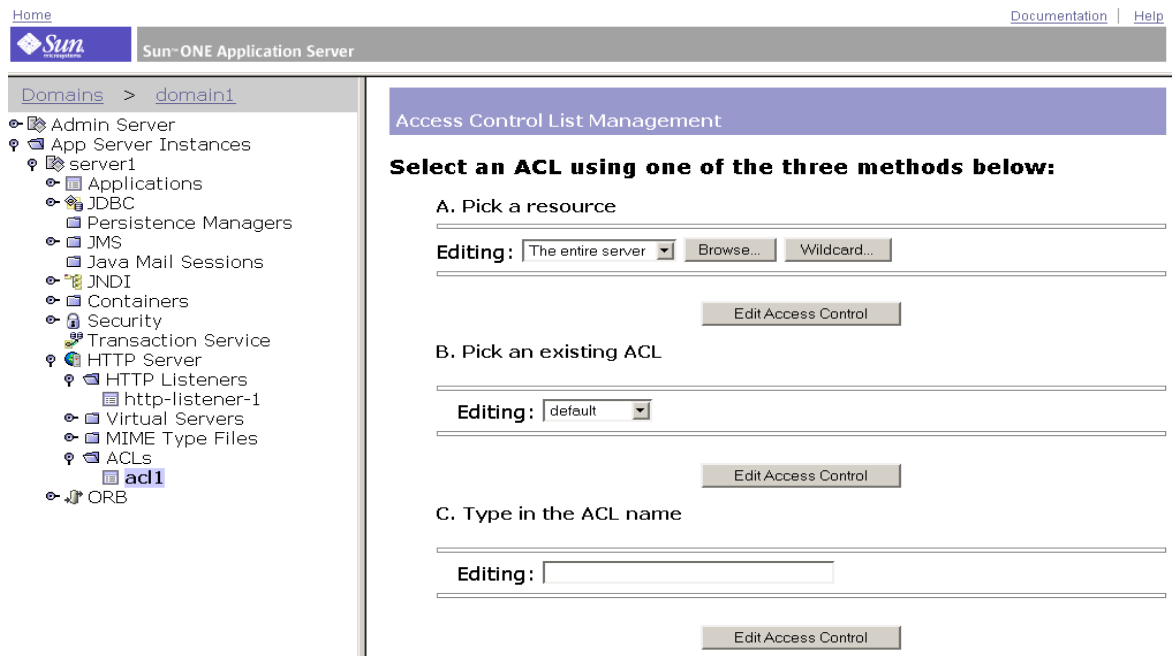 Home
Documentation | Help
Sun microsystems
Sun™ ONE Application Server
Domains > domain1
Admin Server
App Server Instances
server1
Applications
JDBC
Persistence Managers
JMS
Java Mail Sessions
JNDI
Containers
Security
Transaction Service
HTTP Server
HTTP Listeners
http-listener-1
Virtual Servers
MIME Type Files
ACLs
acl1
ORB
Access Control List Management
Select an ACL using one of the three methods below:
A. Pick a resource
Editing: The entire server Browse... Wildcard...
Edit Access Control
B. Pick an existing ACL
Editing: default
Edit Access Control
C. Type in the ACL name
Editing:
Edit Access Control